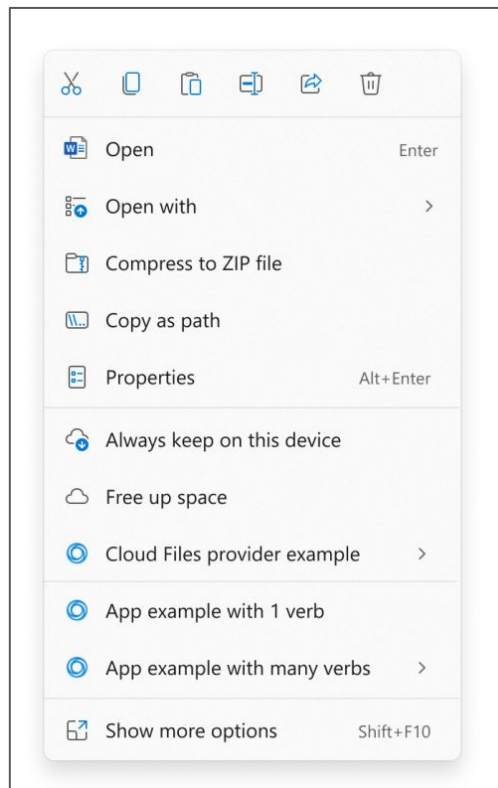 Open Enter
Open with
Compress to ZIP file
Copy as path
Properties Alt+Enter
Always keep on this device
Free up space
Cloud Files provider example
App example with 1 verb
App example with many verbs
Show more options Shift+F10